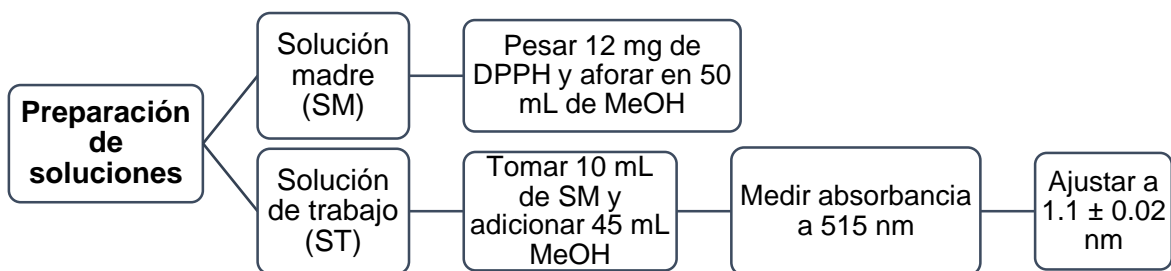 Preparación
de
soluciones
Solución
madre
(SM)
Pesar 12 mg de
DPPH y aforar en 50
mL de MeOH
Solución
de trabajo
(ST)
Tomar 10 mL
de SM y
adicionar 45 mL
MeOH
Medir absorbancia
a 515 nm
Ajustar a
1.1 ± 0.02
nm